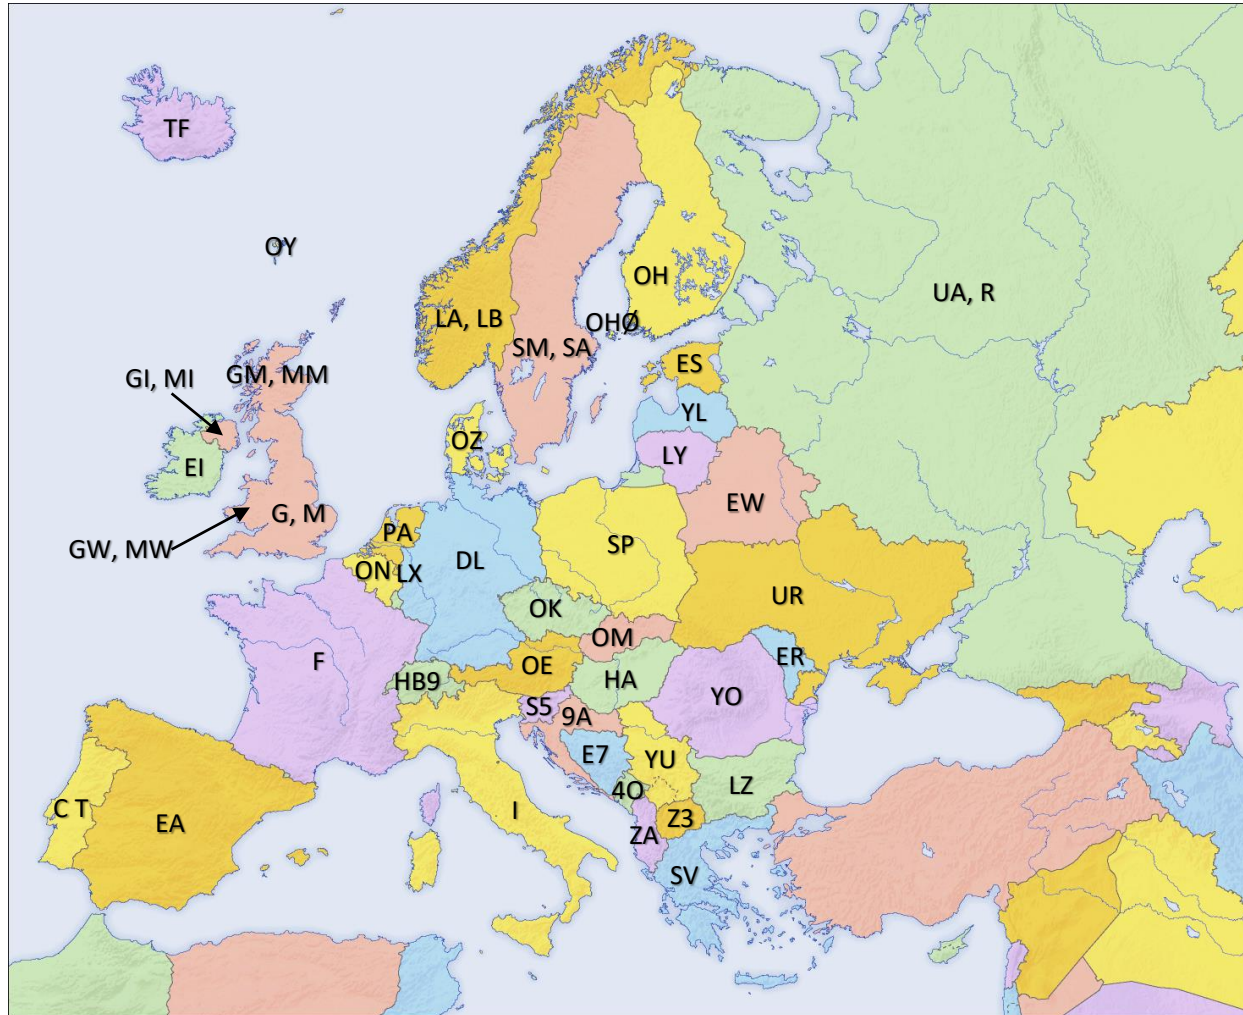 TF
OY
OH
UA, R
LA, LB
OHØ
SM, SA
ES
GI, MI
GM, MM
YL
OZ
LY
EI
EW
G, M
PA
GW, MW
SP
DL
ON
LX
UR
OK
OM
F
OE
ER
HB9
HA
YO
S5
9A
E7
YU
LZ
4O
C T
EA
I
Z3
ZA
SV